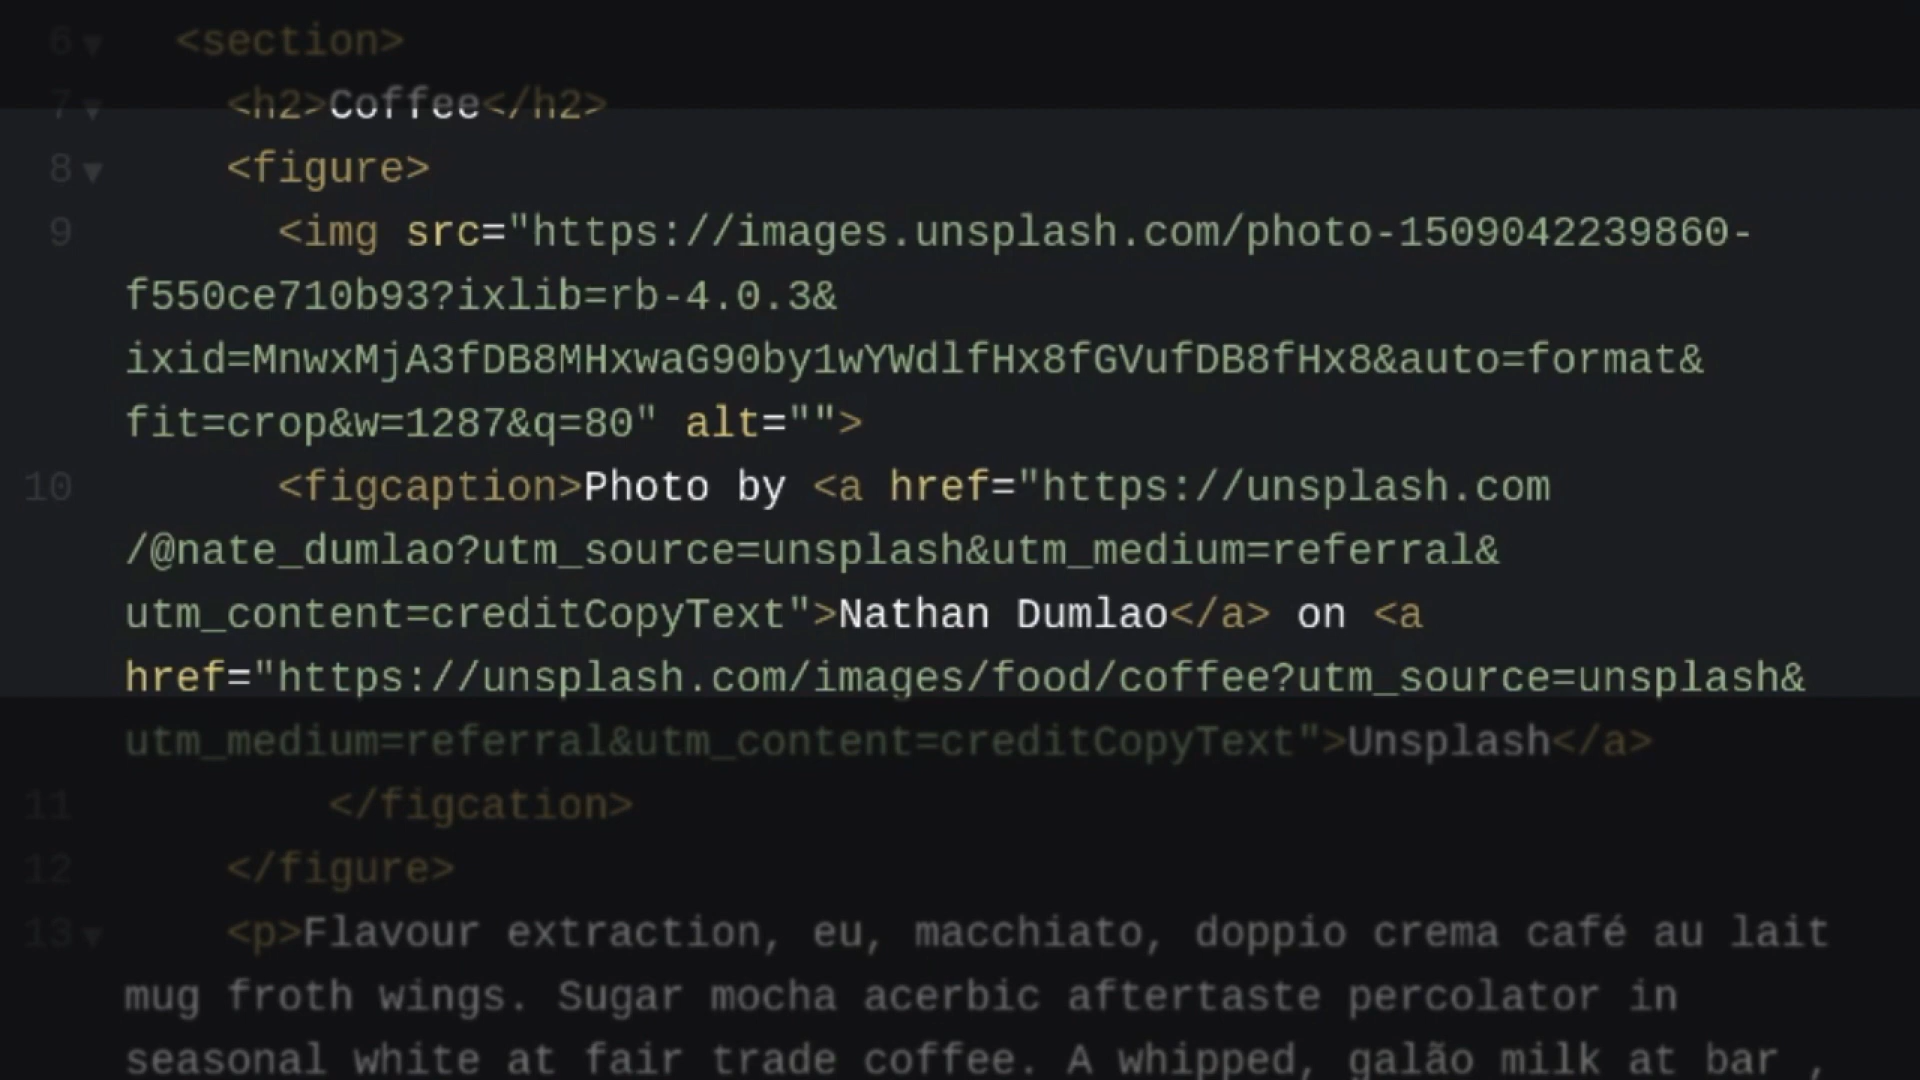 6▼ <section>
7▼ <h2>Coffee</h2>
8▼ <figure>
9 <img src="https://images.unsplash.com/photo-1509042239860-
f550ce710b93?ixlib=rb-4.0.3&
ixid=MnwxMjA3fDB8MHxwaG90by1wYWdlfHx8fGVufDB8fHx8&auto=format&
fit=crop&w=1287&q=80" alt="">
10 <figcaption>Photo by <a href="https://unsplash.com
/@nate_dumlao?utm_source=unsplash&utm_medium=referral&
utm_content=creditCopyText">Nathan Dumlao</a> on <a
href="https://unsplash.com/images/food/coffee?utm_source=unsplash&
utm_medium=referral&utm_content=creditCopyText">Unsplash</a>
11 </figcation>
12 </figure>
13▼ <p>Flavour extraction, eu, macchiato, doppio crema café au lait
mug froth wings. Sugar mocha acerbic aftertaste percolator in
seasonal white at fair trade coffee. A whipped, galão milk at bar ,